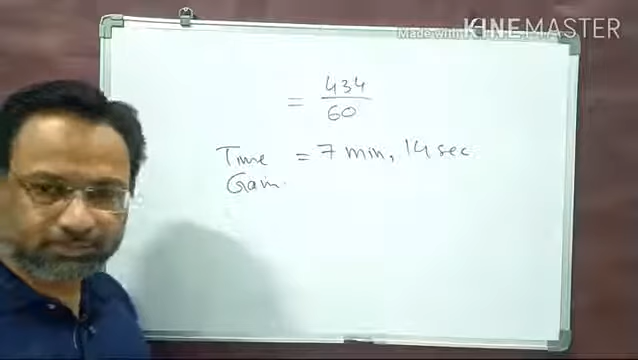 Made with KINEMASTER
= 434
60
Time = 7 min, 14 sec
Gain.